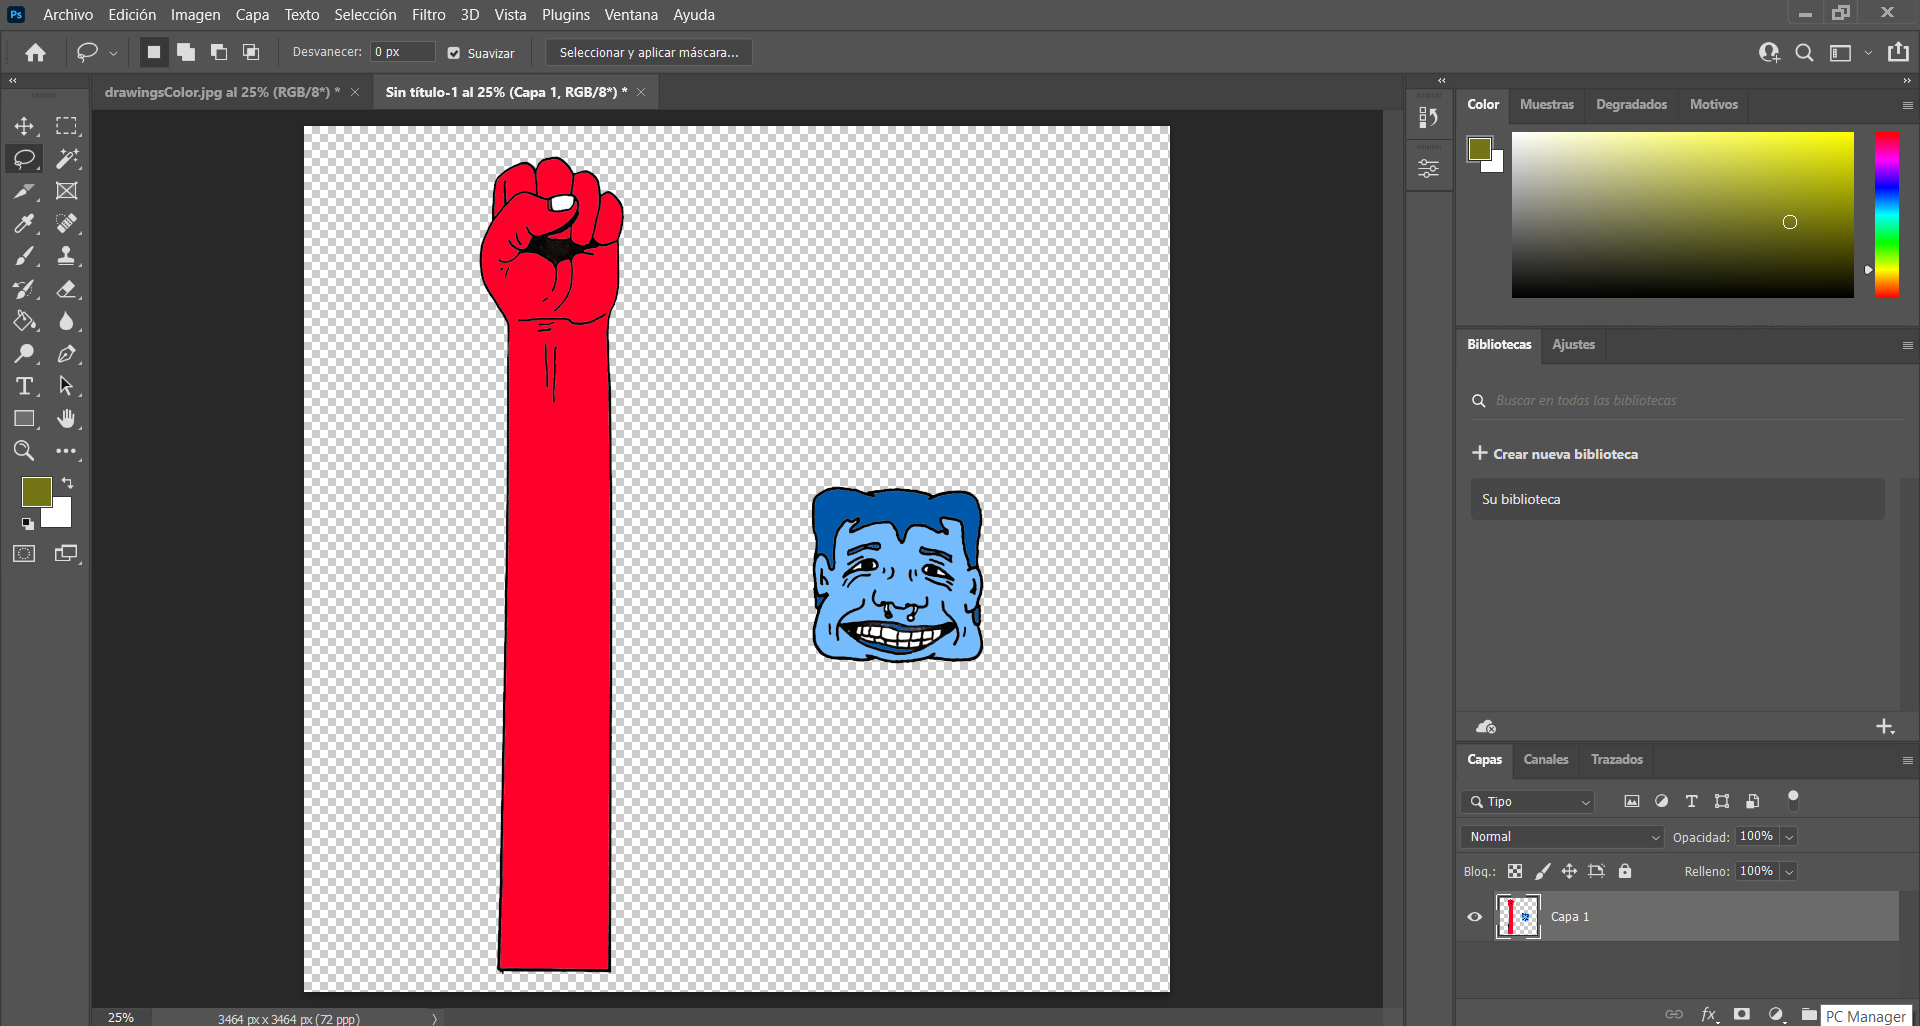 Ps Archivo Edición Imagen Capa Texto Selección Filtro 3D Vista Plugins Ventana Ayuda
Desvanecer: 0 px Suavizar Seleccionar y aplicar máscara...
drawingsColor.jpg al 25% (RGB/8*) * Sin título-1 al 25% (Capa 1, RGB/8*) *
Color Muestras Degradados Motivos
Bibliotecas Ajustes
Buscar en todas las bibliotecas
Crear nueva biblioteca
Su biblioteca
Capas Canales Trazados
Tipo
Normal Opacidad: 100%
Bloq.: Relleno: 100%
Capa 1
25% 3464 px x 3464 px (72 ppp)
fx
PC Manager